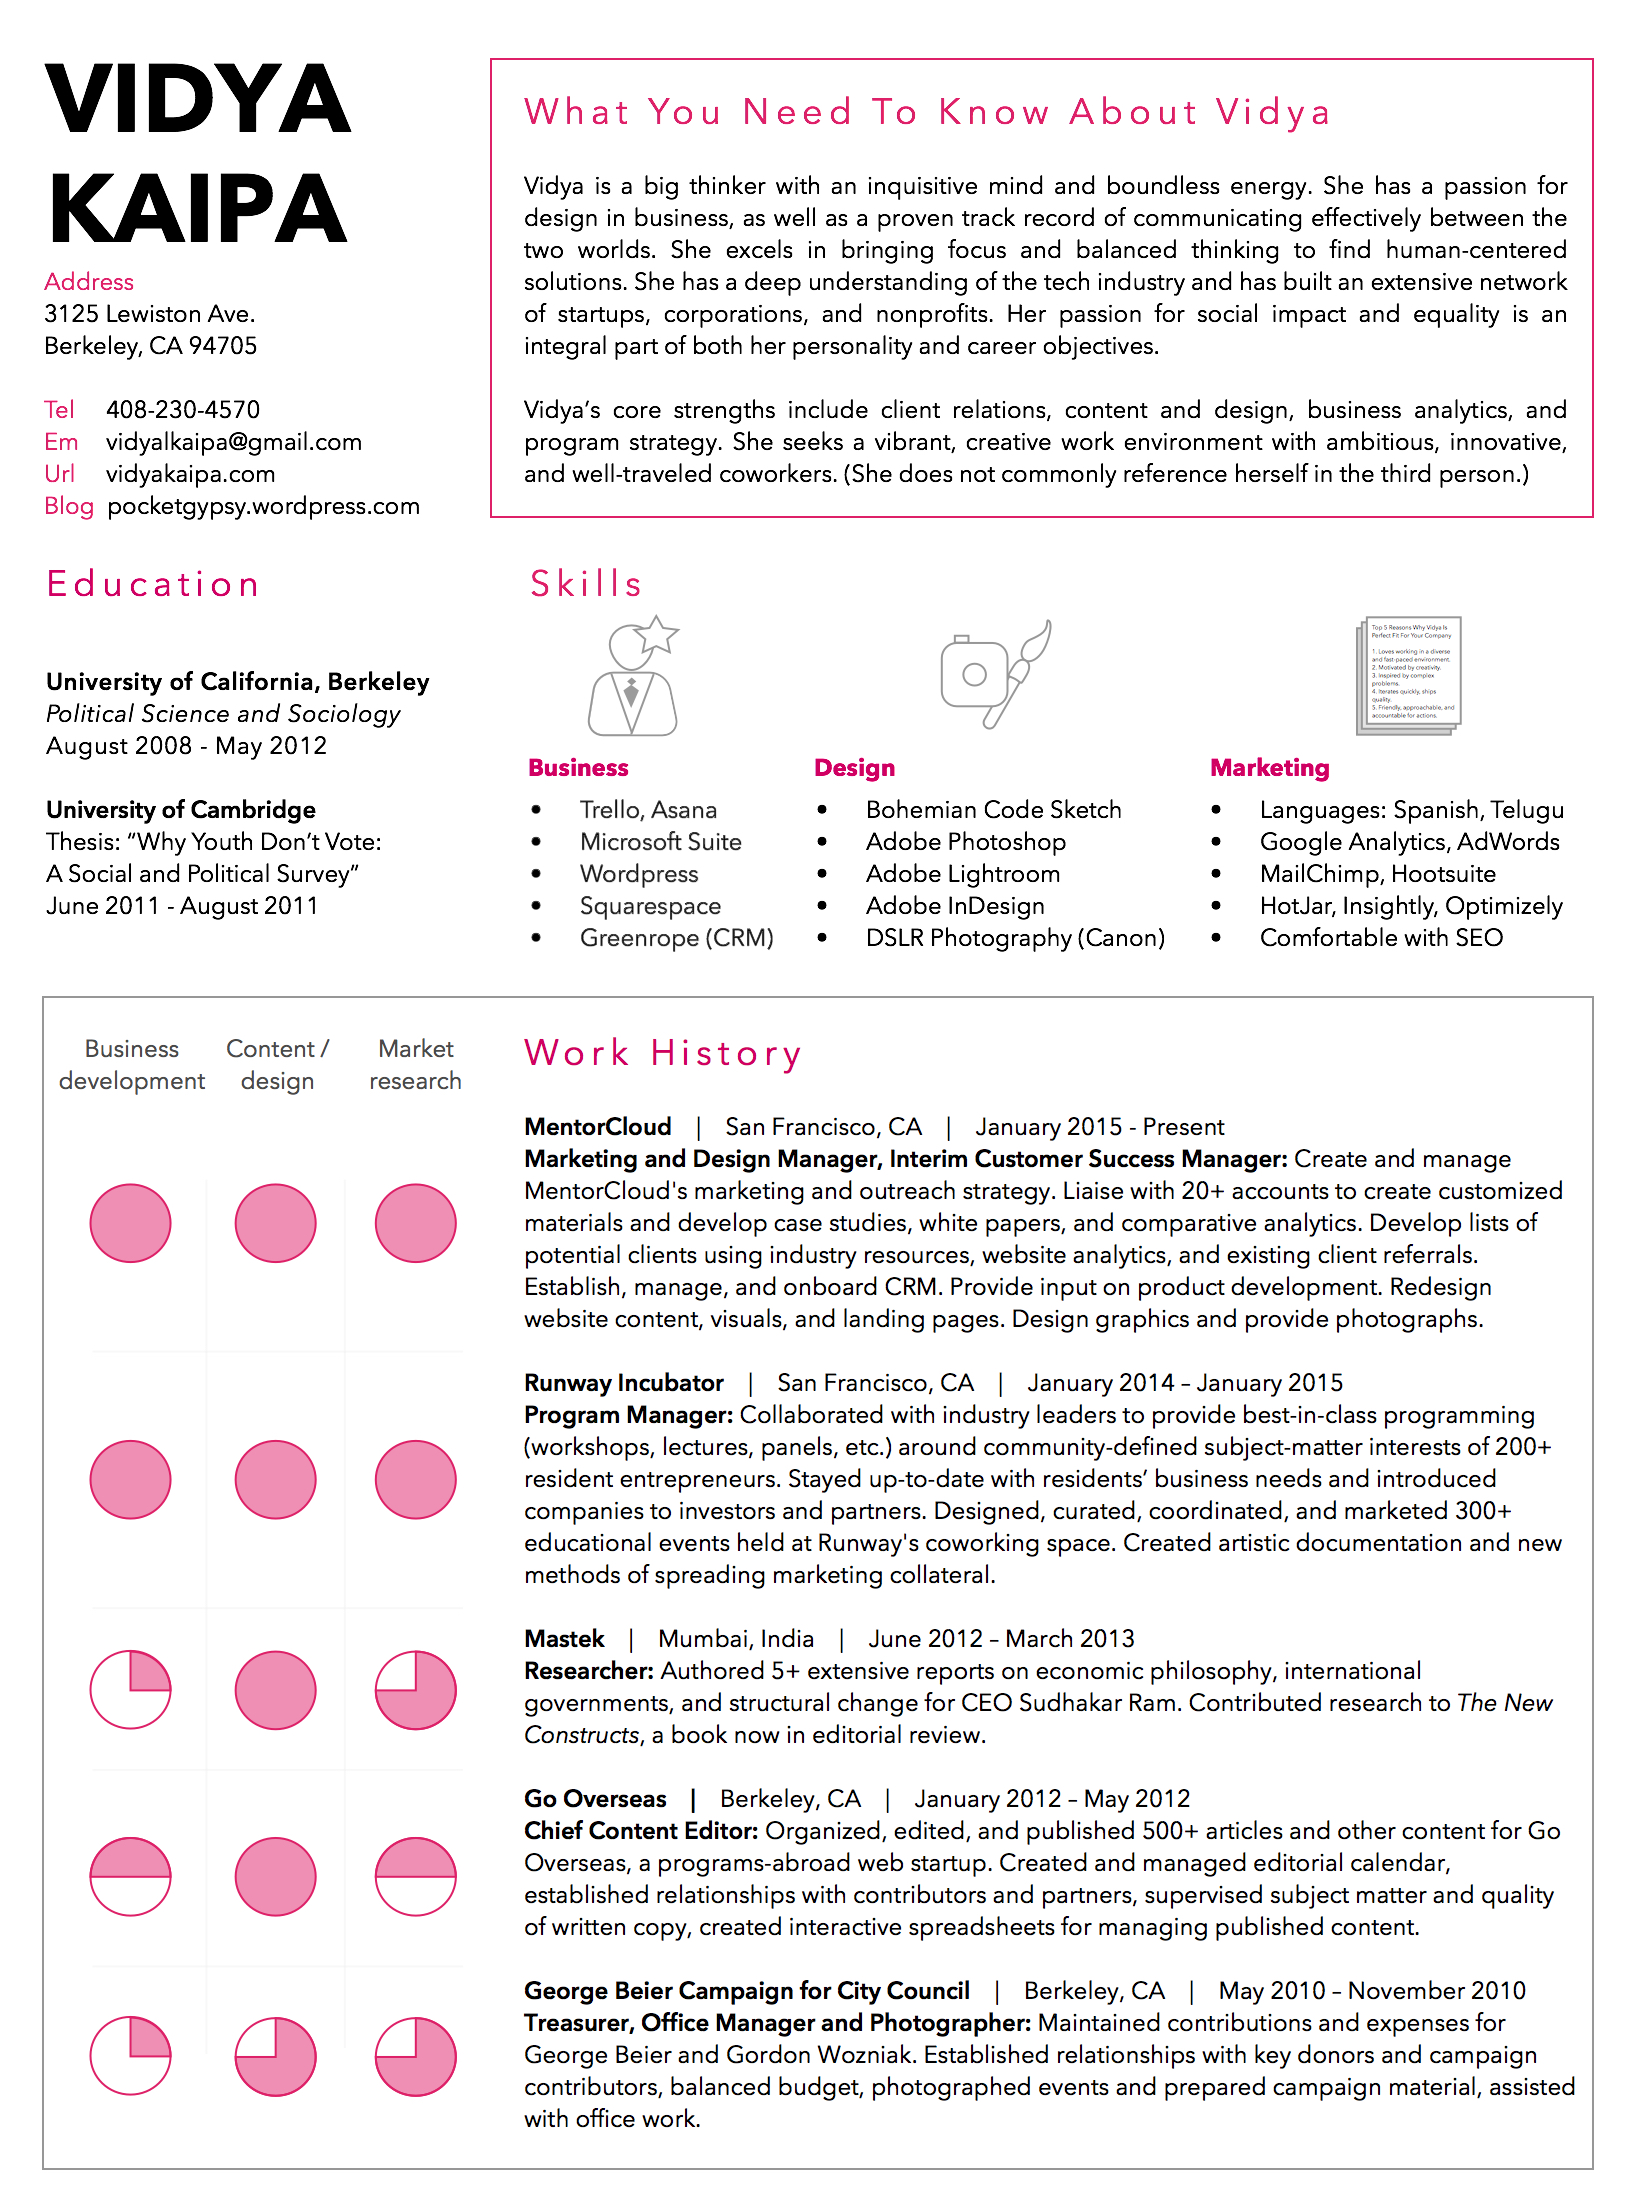 VIDYA
KAIPA
Address
3125 Lewiston Ave.
Berkeley, CA 94705
Tel 408-230-4570
Em vidyalkaipa@gmail.com
Url vidyakaipa.com
Blog pocketgypsy.wordpress.com
What You Need To Know About Vidya
Vidya is a big thinker with an inquisitive mind and boundless energy. She has a passion for
design in business, as well as a proven track record of communicating effectively between the
two worlds. She excels in bringing focus and balanced thinking to find human-centered
solutions. She has a deep understanding of the tech industry and has built an extensive network
of startups, corporations, and nonprofits. Her passion for social impact and equality is an
integral part of both her personality and career objectives.
Vidya’s core strengths include client relations, content and design, business analytics, and
program strategy. She seeks a vibrant, creative work environment with ambitious, innovative,
and well-traveled coworkers. (She does not commonly reference herself in the third person.)
Education
University of California, Berkeley
Political Science and Sociology
August 2008 - May 2012
University of Cambridge
Thesis: “Why Youth Don’t Vote:
A Social and Political Survey”
June 2011 - August 2011
Skills
Top 5 Reasons Why Vidya Is
Perfect Fit For Your Company
1. Loves working in a diverse
and fast-paced environment.
2. Motivated by creativity.
3. Inspired by complex
problems.
4. Iterates quickly, ships
quality.
5. Friendly, approachable, and
accountable for actions.
Business
• Trello, Asana
• Microsoft Suite
• Wordpress
• Squarespace
• Greenrope (CRM)
Design
• Bohemian Code Sketch
• Adobe Photoshop
• Adobe Lightroom
• Adobe InDesign
• DSLR Photography (Canon)
Marketing
• Languages: Spanish, Telugu
• Google Analytics, AdWords
• MailChimp, Hootsuite
• HotJar, Insightly, Optimizely
• Comfortable with SEO
Business
development
Content /
design
Market
research
Work History
MentorCloud | San Francisco, CA | January 2015 - Present
Marketing and Design Manager, Interim Customer Success Manager: Create and manage
MentorCloud's marketing and outreach strategy. Liaise with 20+ accounts to create customized
materials and develop case studies, white papers, and comparative analytics. Develop lists of
potential clients using industry resources, website analytics, and existing client referrals.
Establish, manage, and onboard CRM. Provide input on product development. Redesign
website content, visuals, and landing pages. Design graphics and provide photographs.
Runway Incubator | San Francisco, CA | January 2014 – January 2015
Program Manager: Collaborated with industry leaders to provide best-in-class programming
(workshops, lectures, panels, etc.) around community-defined subject-matter interests of 200+
resident entrepreneurs. Stayed up-to-date with residents’ business needs and introduced
companies to investors and partners. Designed, curated, coordinated, and marketed 300+
educational events held at Runway's coworking space. Created artistic documentation and new
methods of spreading marketing collateral.
Mastek | Mumbai, India | June 2012 – March 2013
Researcher: Authored 5+ extensive reports on economic philosophy, international
governments, and structural change for CEO Sudhakar Ram. Contributed research to The New
Constructs, a book now in editorial review.
Go Overseas | Berkeley, CA | January 2012 – May 2012
Chief Content Editor: Organized, edited, and published 500+ articles and other content for Go
Overseas, a programs-abroad web startup. Created and managed editorial calendar,
established relationships with contributors and partners, supervised subject matter and quality
of written copy, created interactive spreadsheets for managing published content.
George Beier Campaign for City Council | Berkeley, CA | May 2010 – November 2010
Treasurer, Office Manager and Photographer: Maintained contributions and expenses for
George Beier and Gordon Wozniak. Established relationships with key donors and campaign
contributors, balanced budget, photographed events and prepared campaign material, assisted
with office work.